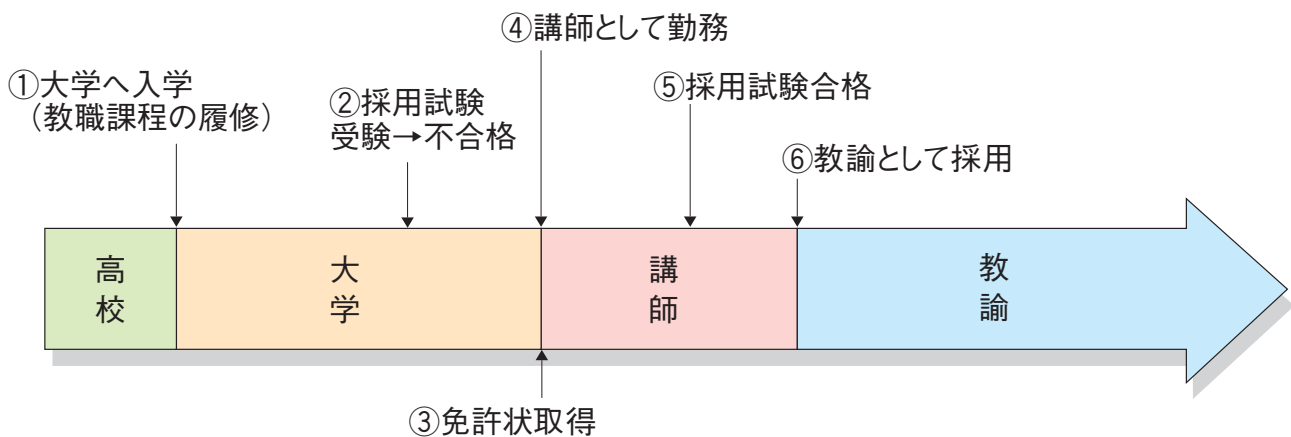 ④講師として勤務
①大学へ入学
（教職課程の履修）
②採用試験
受験→不合格
⑤採用試験合格
⑥教諭として採用
高校
大学
講師
教諭
③免許状取得